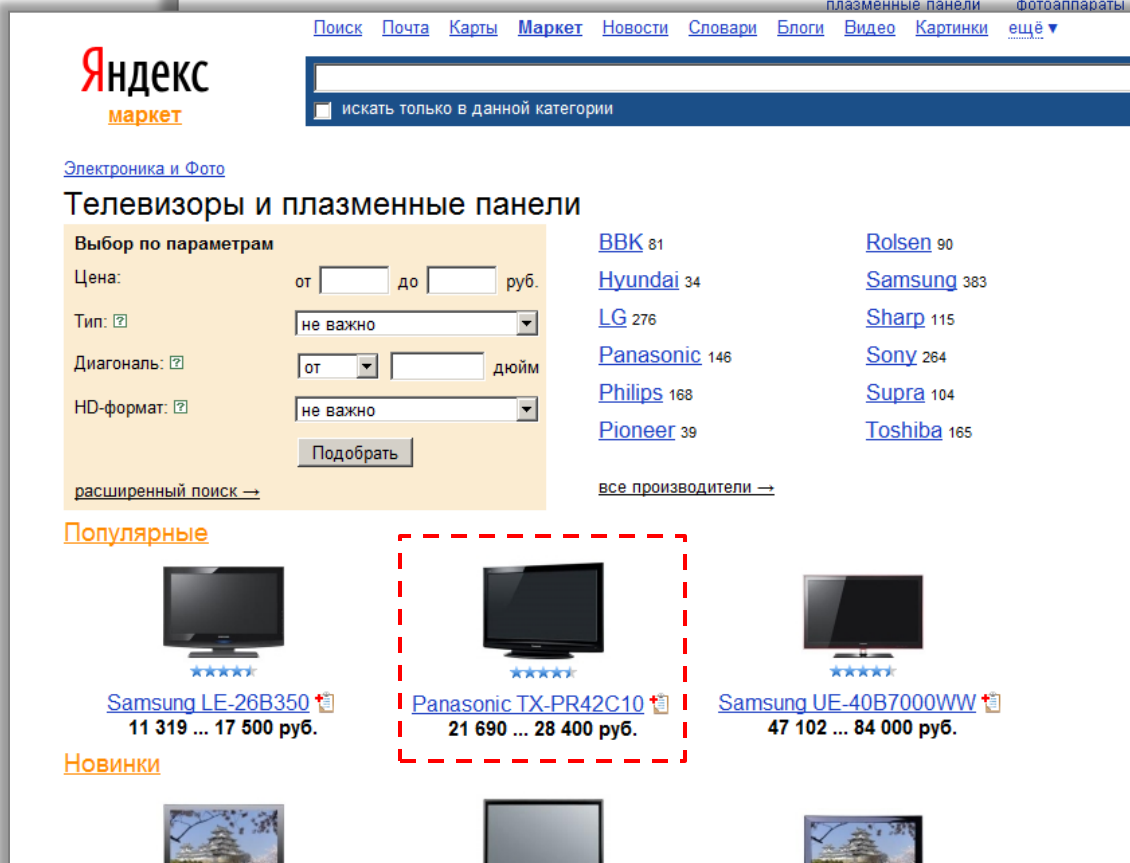 плазменные панели фотоаппараты
Поиск Почта Карты Маркет Новости Словари Блоги Видео Картинки ещё ▼
Яндекс
маркет
искать только в данной категории
Электроника и Фото
Телевизоры и плазменные панели
Выбор по параметрам
Цена: от до руб.
Тип: ? не важно
Диагональ: ? от дюйм
HD-формат: ? не важно
Подобрать
расширенный поиск →
BBK 81
Hyundai 34
LG 276
Panasonic 146
Philips 168
Pioneer 39
Rolsen 90
Samsung 383
Sharp 115
Sony 264
Supra 104
Toshiba 165
все производители →
Популярные
Samsung LE-26B350
11 319 ... 17 500 руб.
Panasonic TX-PR42C10
21 690 ... 28 400 руб.
Samsung UE-40B7000WW
47 102 ... 84 000 руб.
Новинки